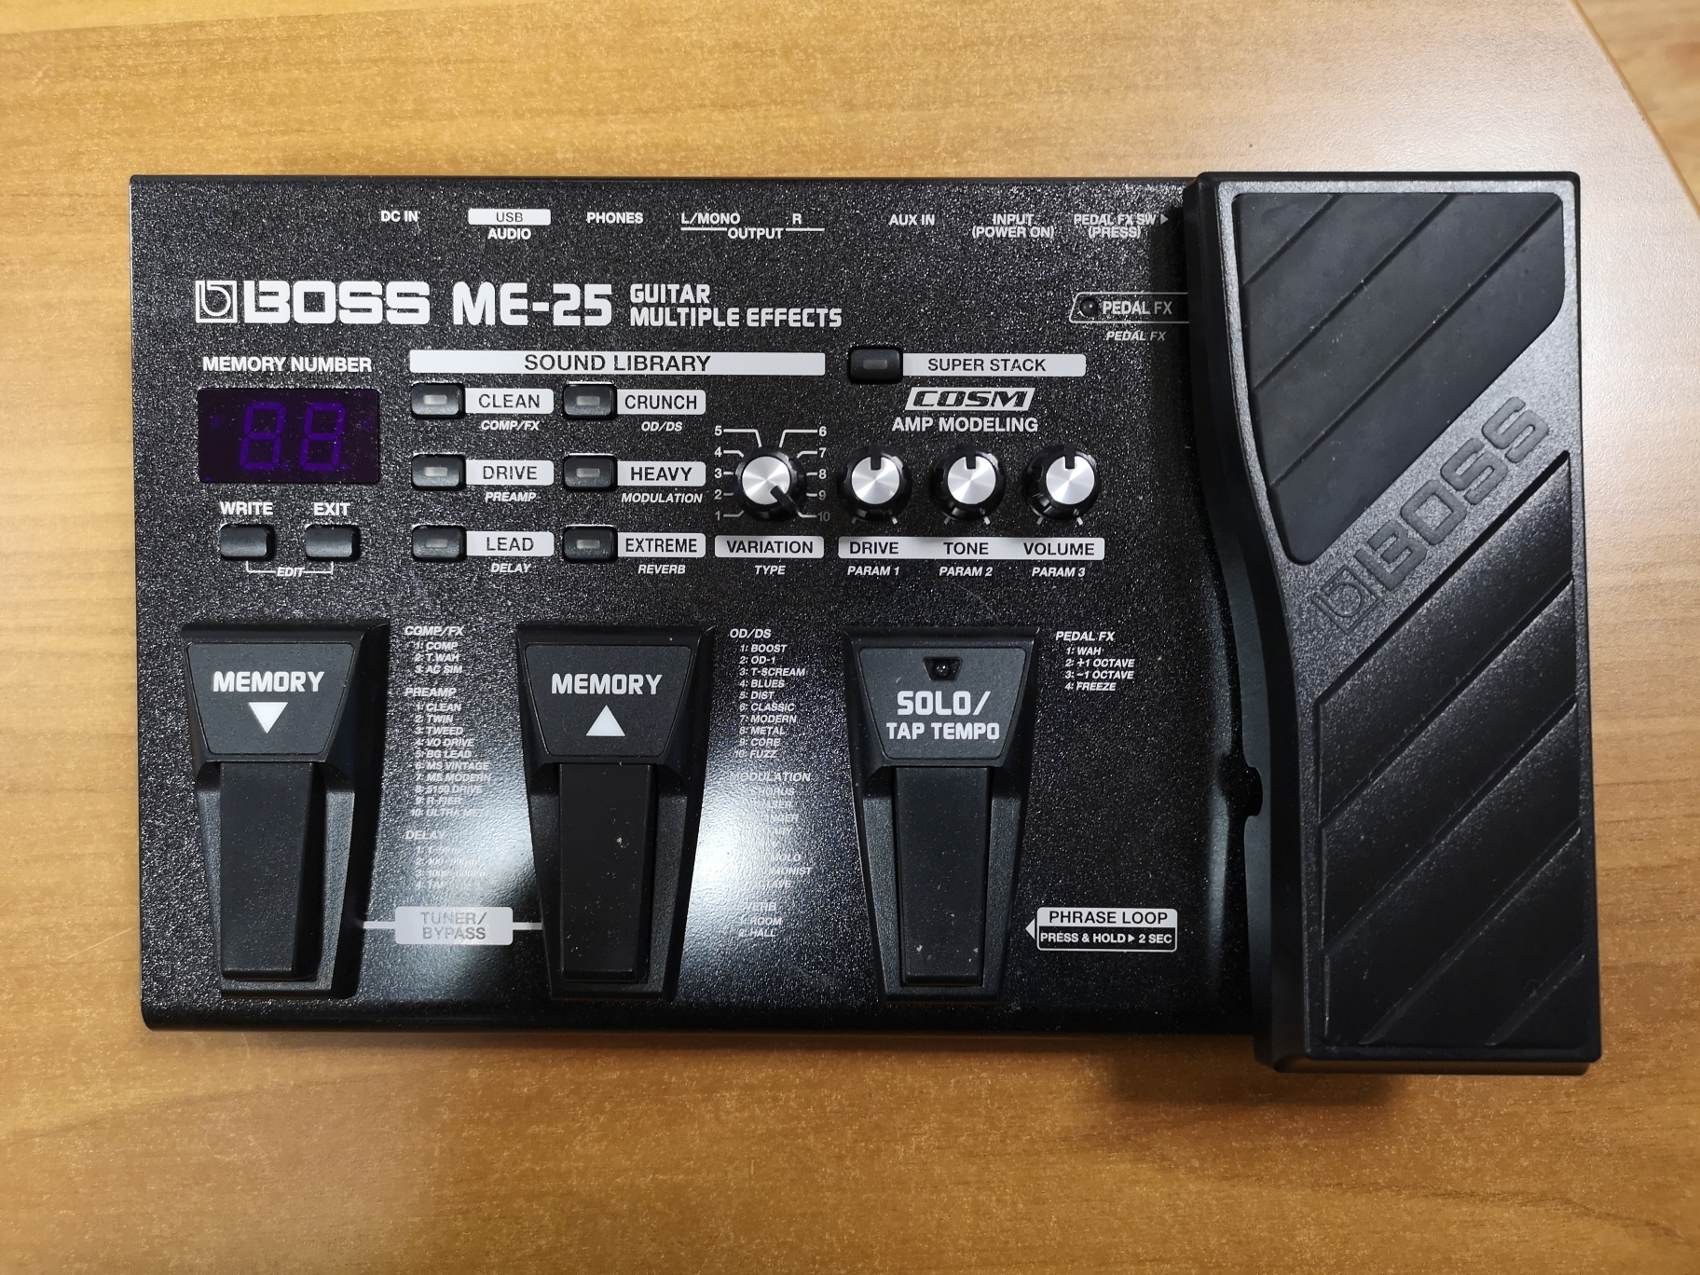 DC IN
USB
AUDIO
PHONES
L/MONO R
OUTPUT
AUX IN
INPUT
(POWER ON)
PEDAL FX SW
(PRESS)
BOSS ME-25 GUITAR
MULTIPLE EFFECTS
PEDAL FX
PEDAL FX
MEMORY NUMBER
SOUND LIBRARY
SUPER STACK
CLEAN
COMP/FX
CRUNCH
OD/DS
COSM
AMP MODELING
DRIVE
PREAMP
HEAVY
MODULATION
5 6
4 7
3 8
2 9
1 10
WRITE EXIT
EDIT
LEAD
DELAY
EXTREME
REVERB
VARIATION
TYPE
DRIVE TONE VOLUME
PARAM 1 PARAM 2 PARAM 3
BOSS
MEMORY
COMP/FX
1: COMP
2: T.WAH
3: AC SIM
PREAMP
1: CLEAN
2: TWIN
3: TWEED
4: VO DRIVE
5: BG LEAD
6: MS VINTAGE
7: MS MODERN
8: 5150 DRIVE
9: R-FIER
10: ULTRA
DELAY
TUNER/
BYPASS
MEMORY
OD/DS
1: BOOST
2: OD-1
3: T-SCREAM
4: BLUES
5: DIST
6: CLASSIC
7: MODERN
8: METAL
9: CORE
10: FUZZ
MODULATION
ROOM
2: HALL
SOLO/
TAP TEMPO
PEDAL FX
1: WAH
2: +1 OCTAVE
3: -1 OCTAVE
4: FREEZE
PHRASE LOOP
PRESS & HOLD 2 SEC